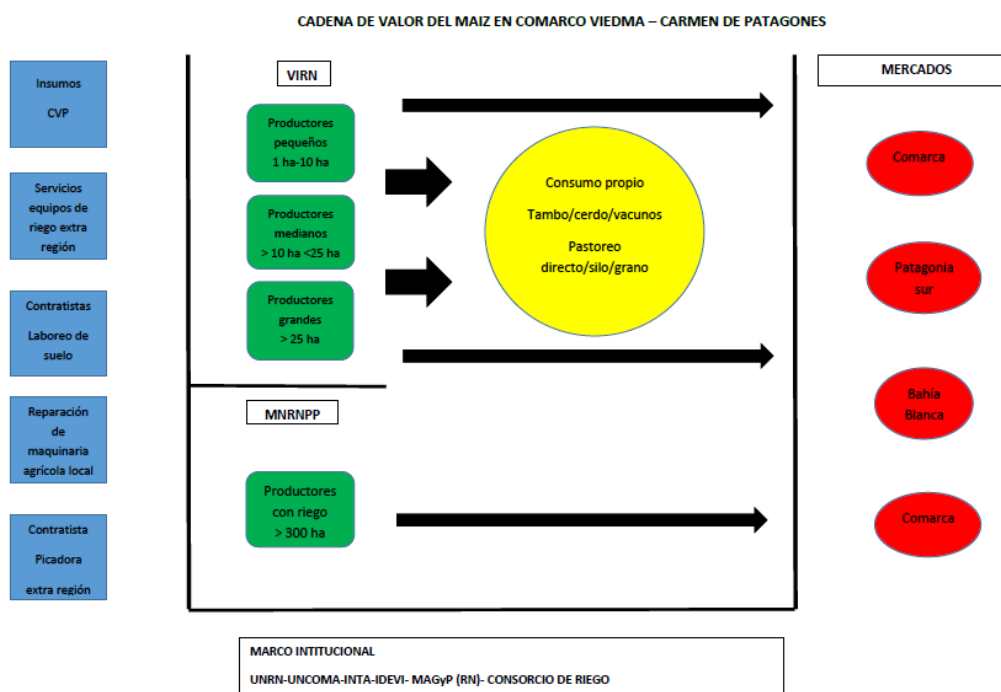 CADENA DE VALOR DEL MAIZ EN COMARCO VIEDMA – CARMEN DE PATAGONES
Insumos
CVP
Servicios
equipos de
riego extra
región
Contratistas
Laboreo de
suelo
Reparación
de
maquinaria
agrícola local
Contratista
Picadora
extra región
VIRN
Productores
pequeños
1 ha-10 ha
Productores
medianos
> 10 ha <25 ha
Productores
grandes
> 25 ha
MNRNPP
Productores
con riego
> 300 ha
Consumo propio
Tambo/cerdo/vacunos
Pastoreo
directo/silo/grano
MERCADOS
Comarca
Patagonia
sur
Bahía
Blanca
Comarca
MARCO INTITUCIONAL
UNRN-UNCOMA-INTA-IDEVI- MAGyP (RN)- CONSORCIO DE RIEGO